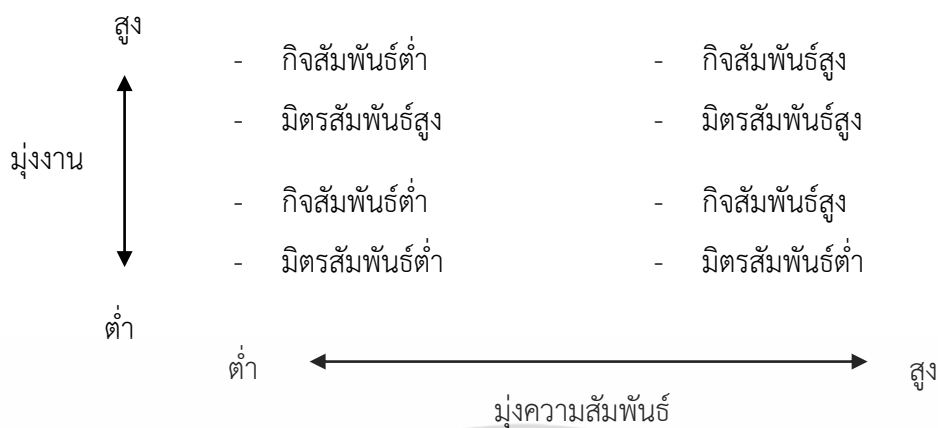 สูง
- กิจสัมพันธ์ต่ำ - กิจสัมพันธ์สูง
- มิตรสัมพันธ์สูง - มิตรสัมพันธ์สูง
มุ่งงาน
- กิจสัมพันธ์ต่ำ - กิจสัมพันธ์สูง
- มิตรสัมพันธ์ต่ำ - มิตรสัมพันธ์ต่ำ
ต่ำ
ต่ำ สูง
มุ่งความสัมพันธ์